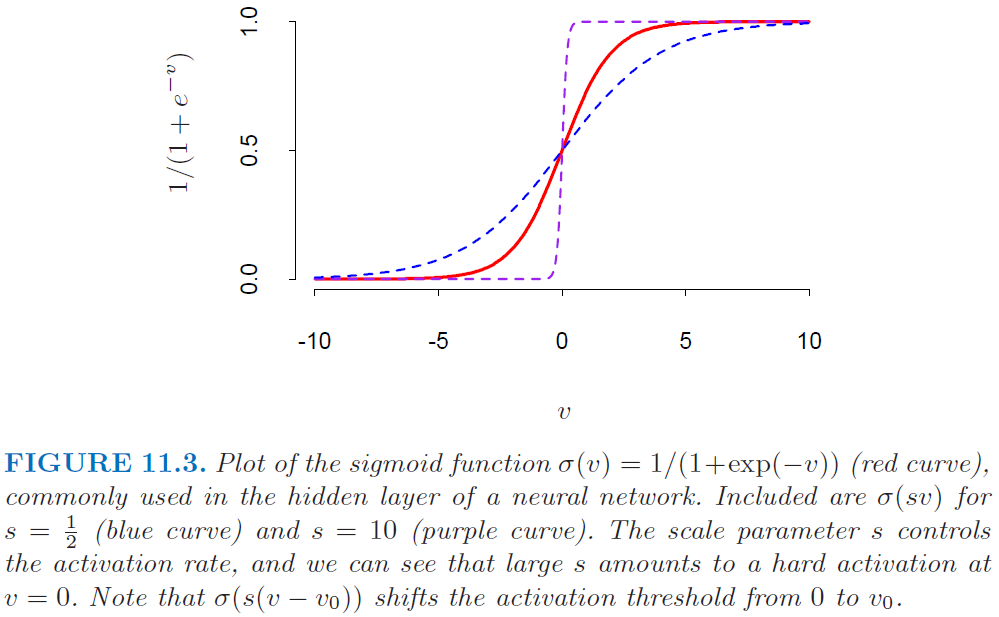 1.0
0.5
0.0
1/(1 + e^{-v})
-10 -5 0 5 10
v
FIGURE 11.3. Plot of the sigmoid function σ(v) = 1/(1+exp(−v)) (red curve),
commonly used in the hidden layer of a neural network. Included are σ(sv) for
s = 1/2 (blue curve) and s = 10 (purple curve). The scale parameter s controls
the activation rate, and we can see that large s amounts to a hard activation at
v = 0. Note that σ(s(v − v₀)) shifts the activation threshold from 0 to v₀.